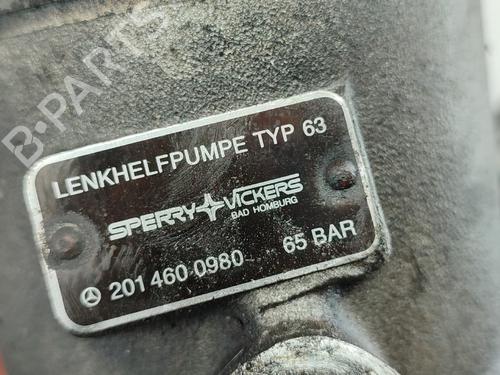 B-PARTS
LENKHELFPUMPE TYP 63
SPERRY VICKERS
BAD HOMBURG
201 460 0980 65 BAR